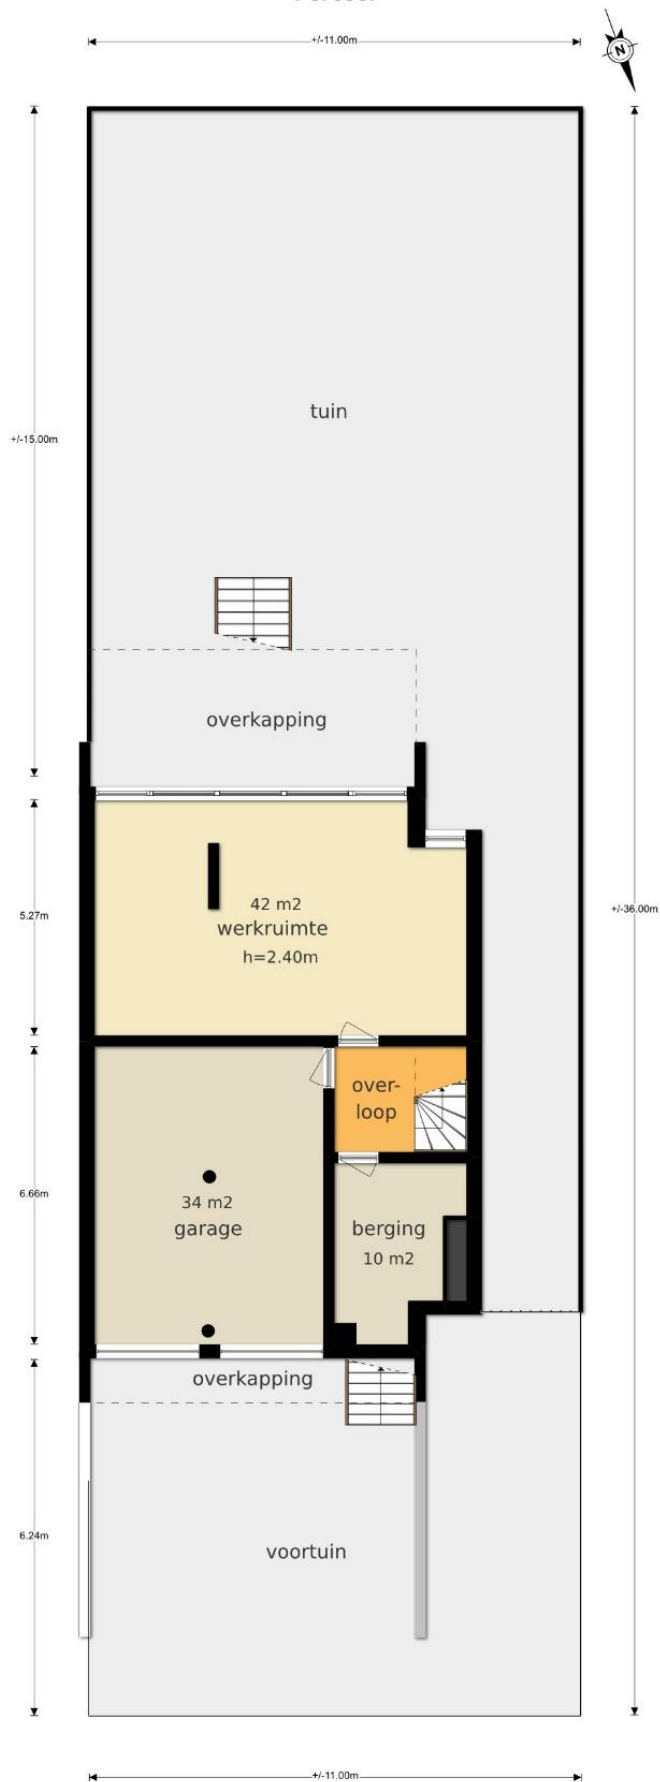 +/-11.00m
N
tuin
+/-15.00m
overkapping
42 m2
werkruimte
h=2.40m
5.27m
+/-36.00m
over-
loop
34 m2
garage
6.66m
berging
10 m2
overkapping
voortuin
6.24m
+/-11.00m